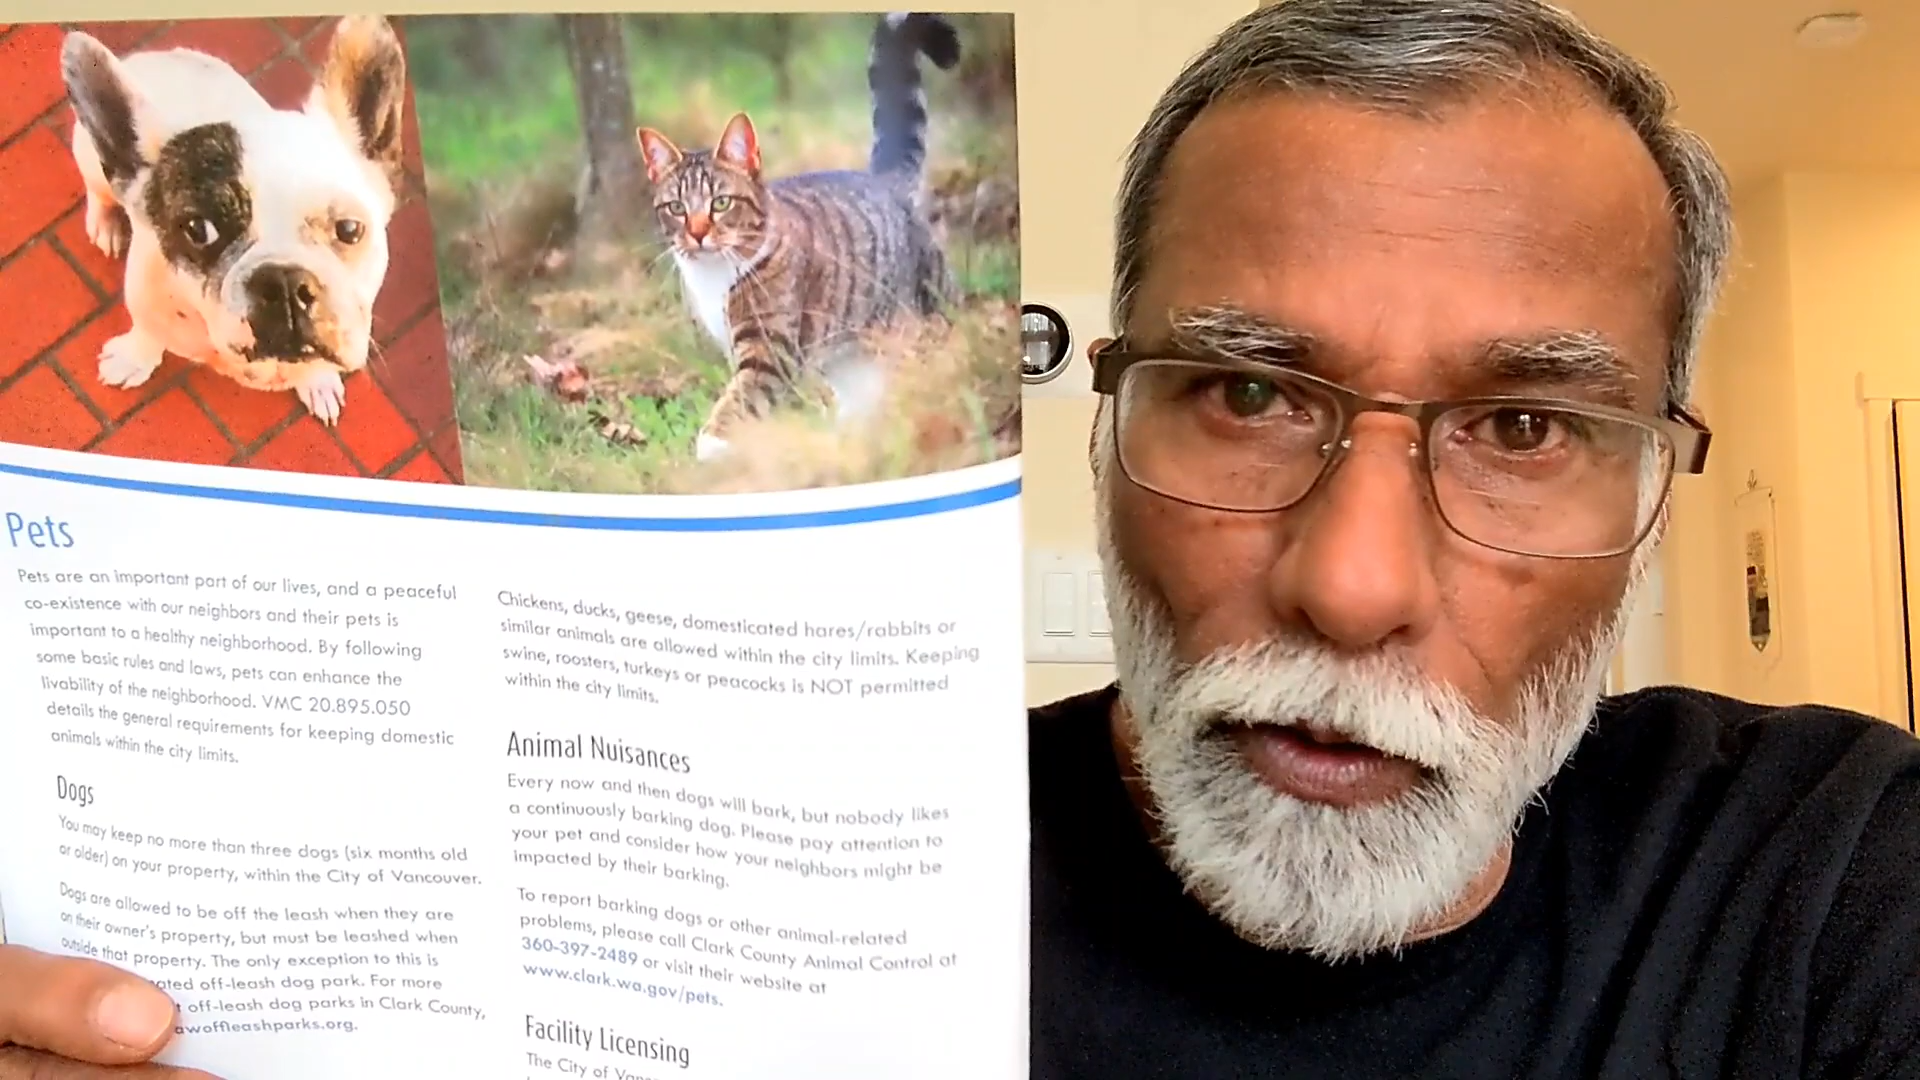 Pets
Pets are an important part of our lives, and a peaceful
co-existence with our neighbors and their pets is
important to a healthy neighborhood. By following
some basic rules and laws, pets can enhance the
livability of the neighborhood. VMC 20.895.050
details the general requirements for keeping domestic
animals within the city limits.
Dogs
You may keep no more than three dogs (six months old
or older) on your property, within the City of Vancouver.
Dogs are allowed to be off the leash when they are
on their owner's property, but must be leashed when
outside that property. The only exception to this is
off-leash dog park. For more
off-leash dog parks in Clark County,
Chickens, ducks, geese, domesticated hares/rabbits or
similar animals are allowed within the city limits. Keeping
swine, roosters, turkeys or peacocks is NOT permitted
within the city limits.
Animal Nuisances
Every now and then dogs will bark, but nobody likes
a continuously barking dog. Please pay attention to
your pet and consider how your neighbors might be
impacted by their barking.
To report barking dogs or other animal-related
problems, please call Clark County Animal Control at
360-397-2489 or visit their website at
www.clark.wa.gov/pets.
Facility Licensing
The City of